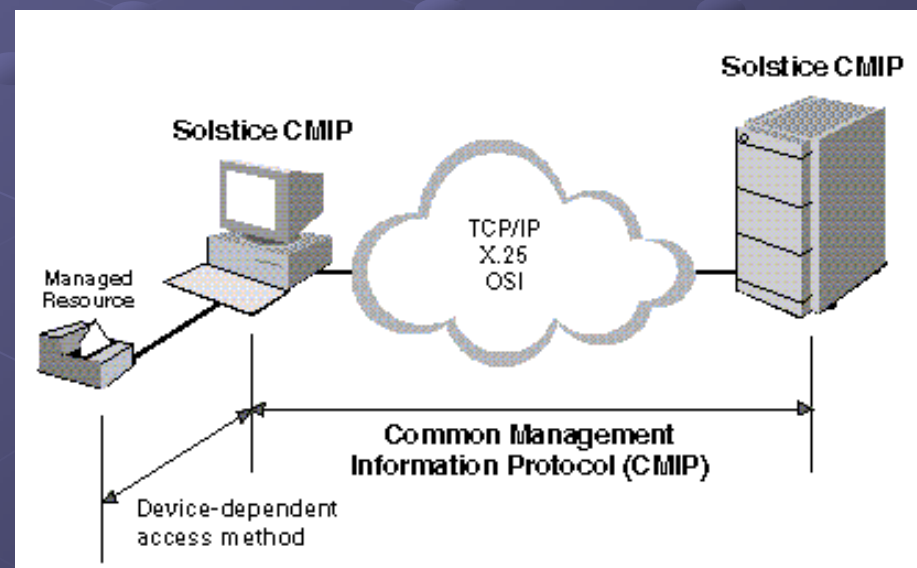 Solstice CMIP
Solstice CMIP
TCP/IP
X.25
OSI
Managed
Resource
Common Management
Information Protocol (CMIP)
Device-dependent
access method